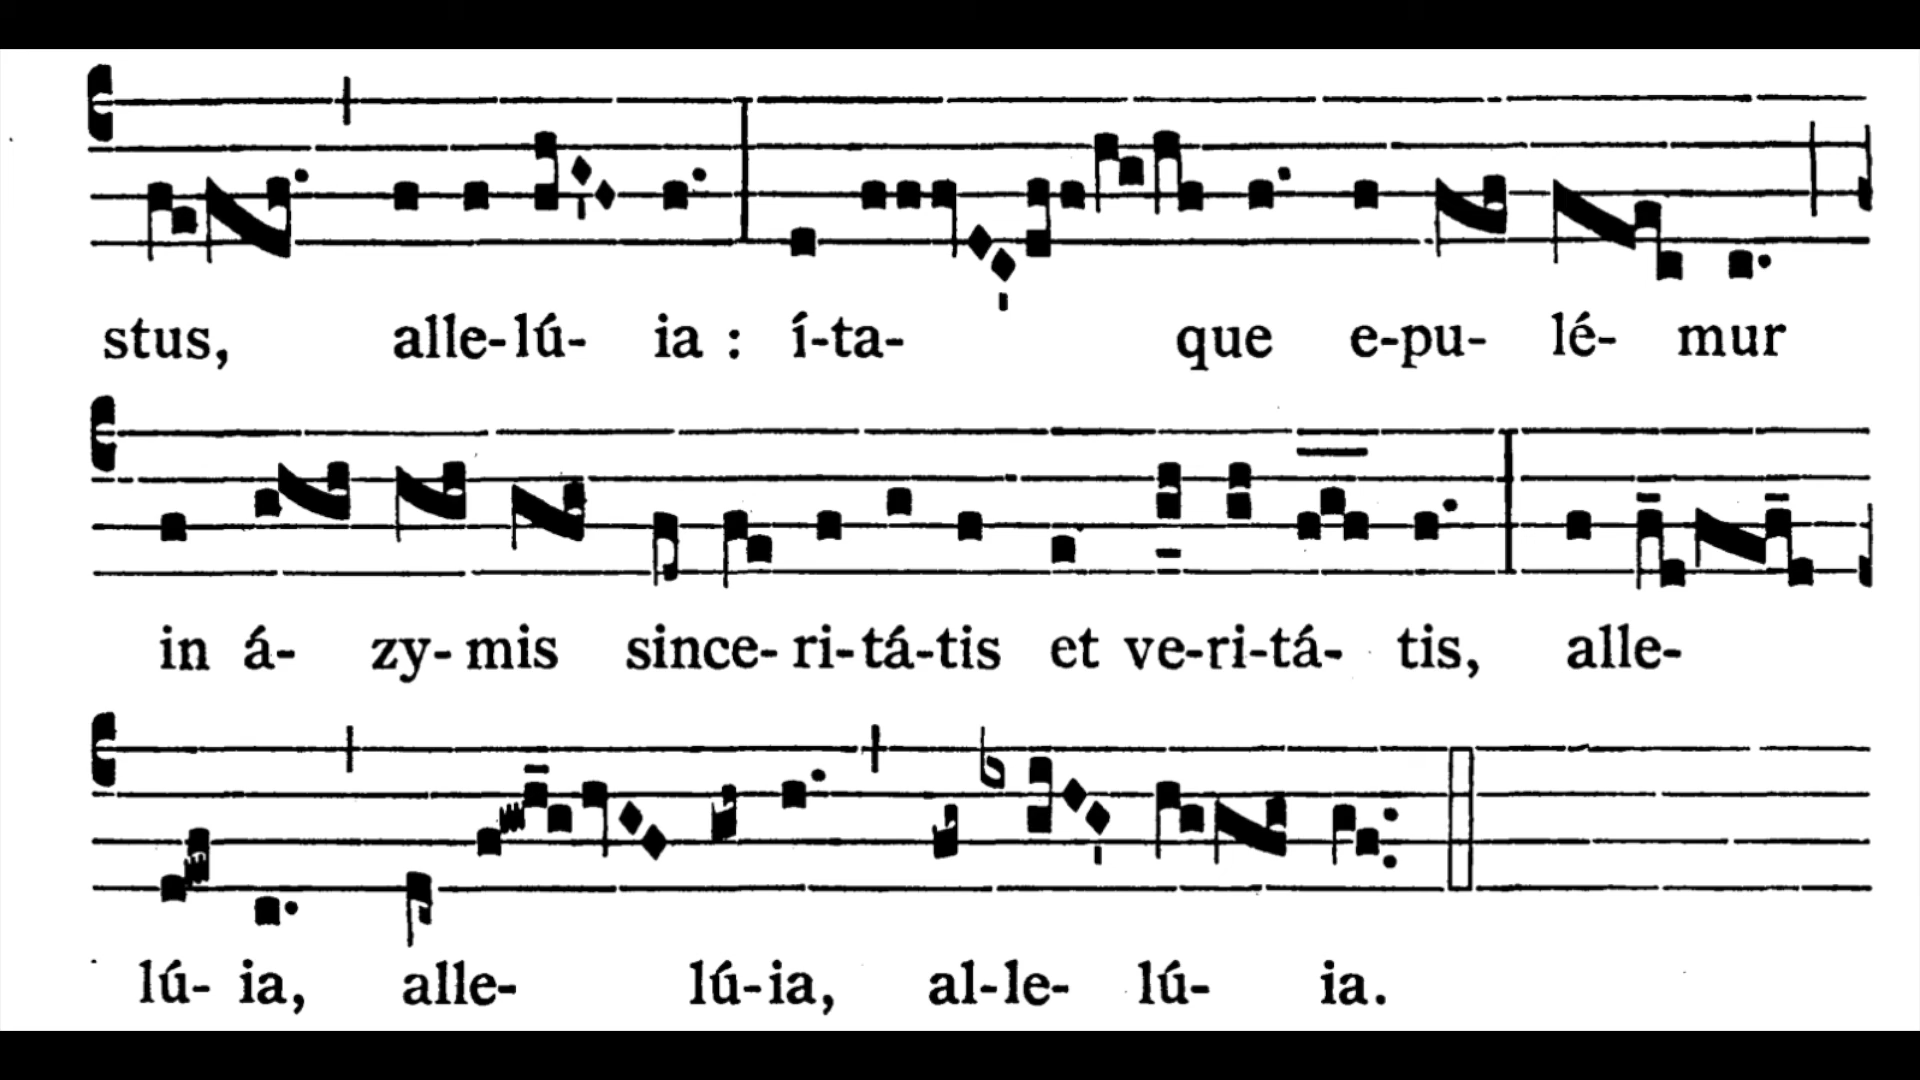 stus, alle-lú- ia : í-ta- que e-pu- lé- mur
in á- zy- mis since- ri-tá-tis et ve-ri-tá- tis, alle-
lú- ia, alle- lú-ia, al-le- lú- ia.